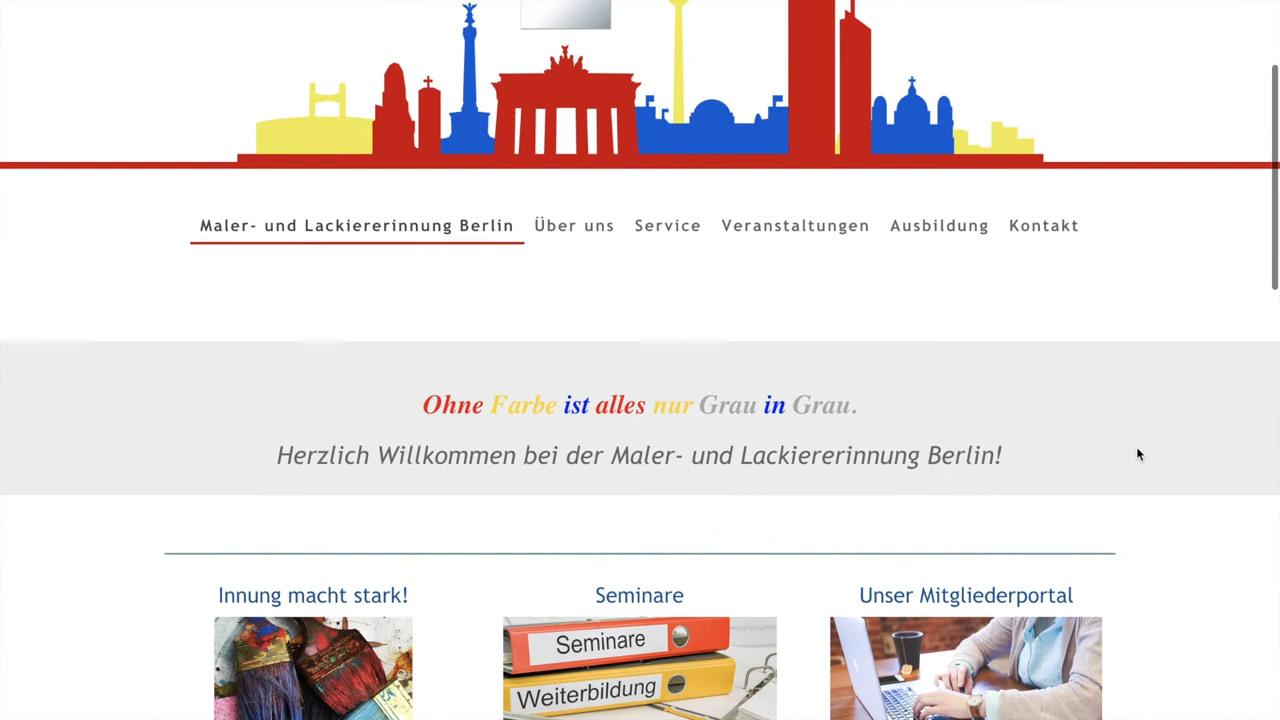 Maler- und Lackiererinnung Berlin Über uns Service Veranstaltungen Ausbildung Kontakt
Ohne Farbe ist alles nur Grau in Grau.
Herzlich Willkommen bei der Maler- und Lackiererinnung Berlin!
Innung macht stark! Seminare Unser Mitgliederportal
Seminare
Weiterbildung